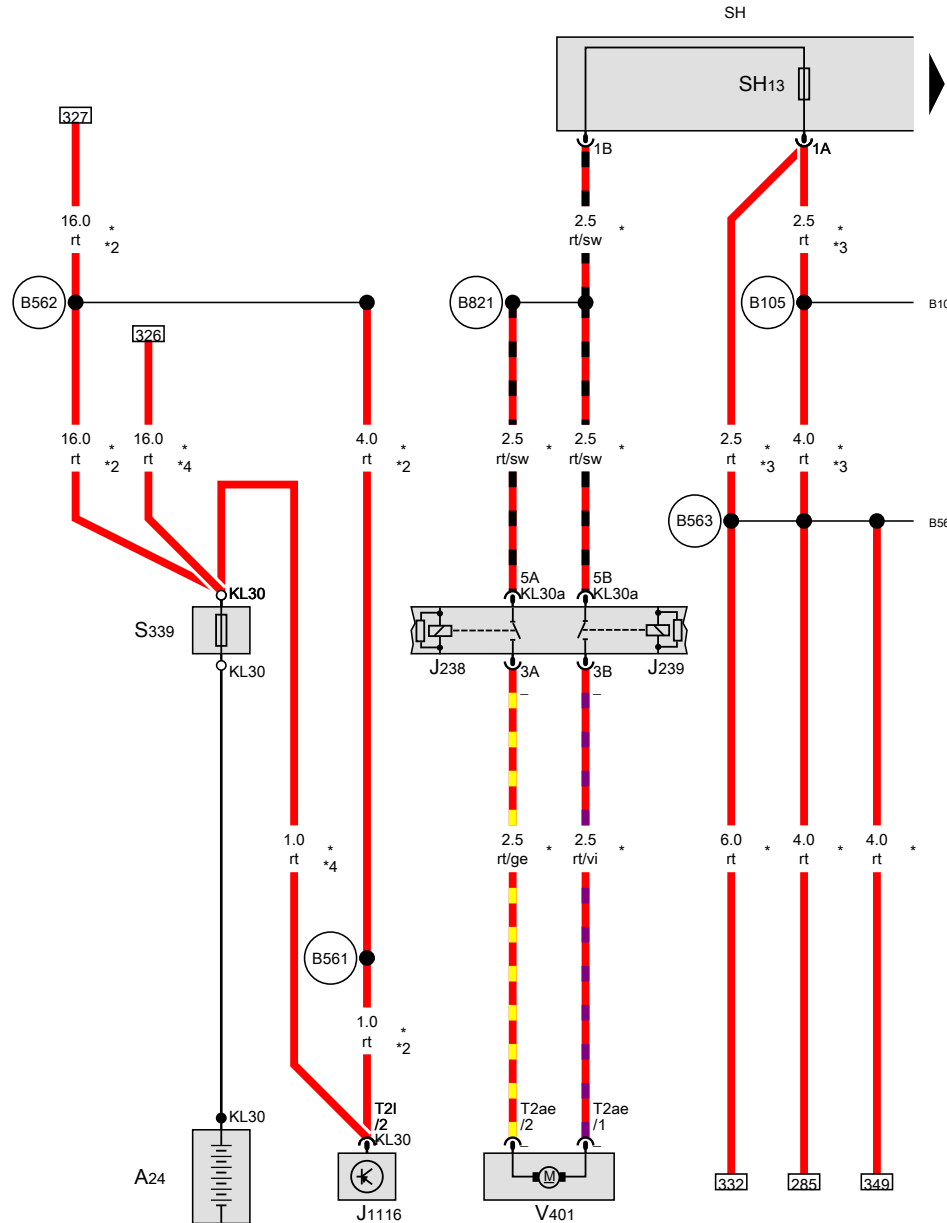 SH
SH13
327
1B
1A
16.0 rt * *2
2.5 rt/sw *
2.5 rt * *3
B562
B821
B105
B10
326
16.0 rt * *2
16.0 rt * *4
4.0 rt * *2
2.5 rt/sw *
2.5 rt/sw *
2.5 rt * *3
4.0 rt * *3
B563
B56
KL30
5A KL30a
5B KL30a
S339
KL30
J238
3A
3B
J239
_
_
1.0 rt * *4
2.5 rt/ge *
2.5 rt/vi *
6.0 rt *
4.0 rt *
4.0 rt *
B561
1.0 rt * *2
KL30
T2l /2 KL30
T2ae /2 _
T2ae /1 _
A24
M
332
285
349
J1116
V401